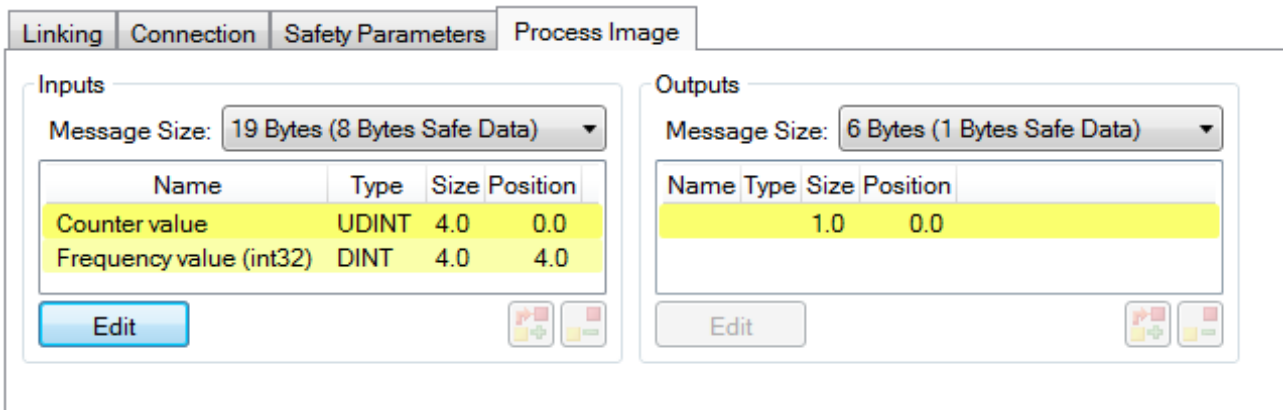 Linking Connection Safety Parameters Process Image
Inputs
Message Size: 19 Bytes (8 Bytes Safe Data)
Name Type Size Position
Counter value UDINT 4.0 0.0
Frequency value (int32) DINT 4.0 4.0
Edit
Outputs
Message Size: 6 Bytes (1 Bytes Safe Data)
Name Type Size Position
1.0 0.0
Edit